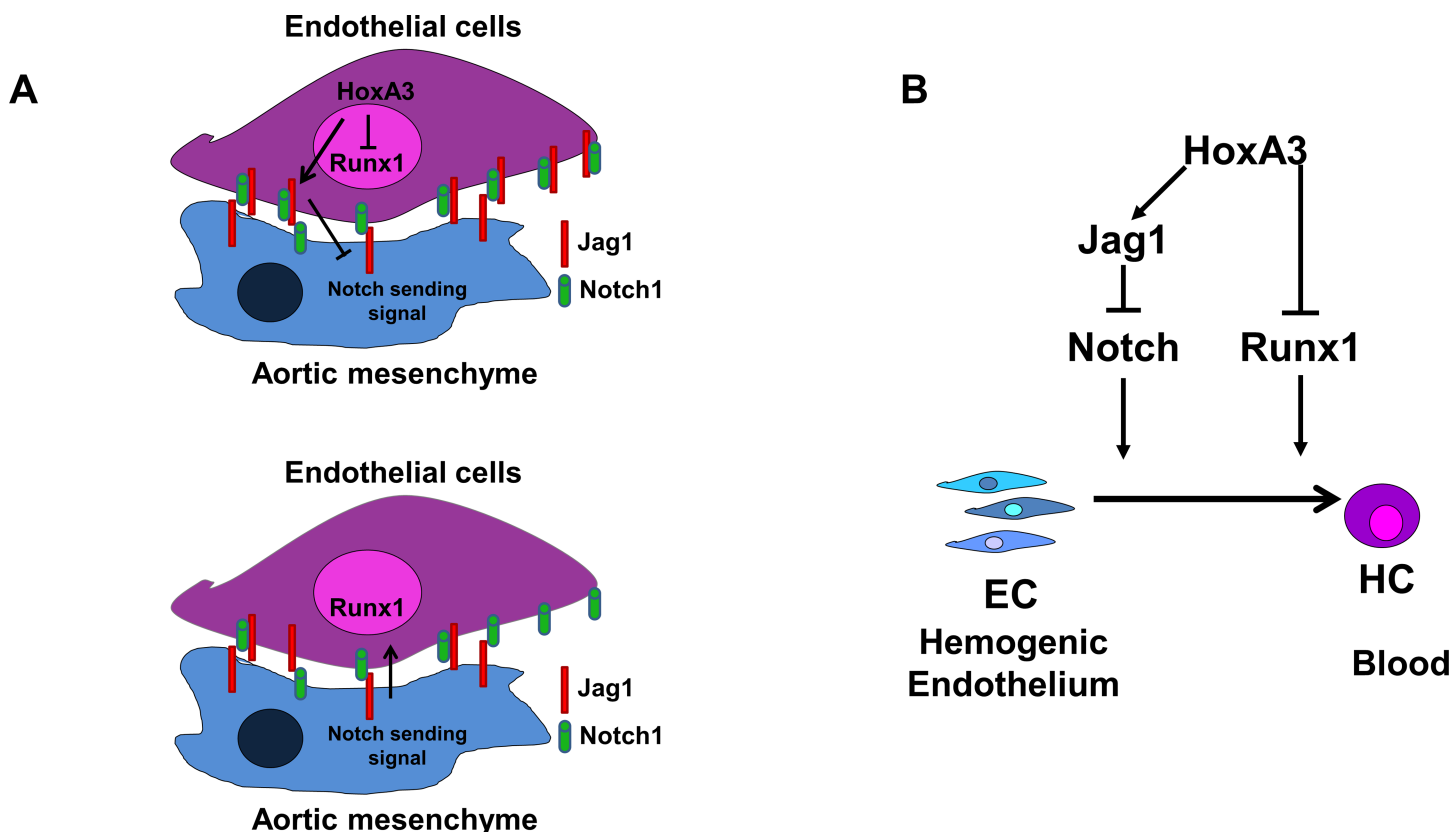 A
Endothelial cells
HoxA3
Runx1
Jag1
Notch1
Notch sending
signal
Aortic mesenchyme
Endothelial cells
Runx1
Jag1
Notch1
Notch sending
signal
Aortic mesenchyme
B
HoxA3
Jag1
Notch
Runx1
EC
Hemogenic
Endothelium
HC
Blood